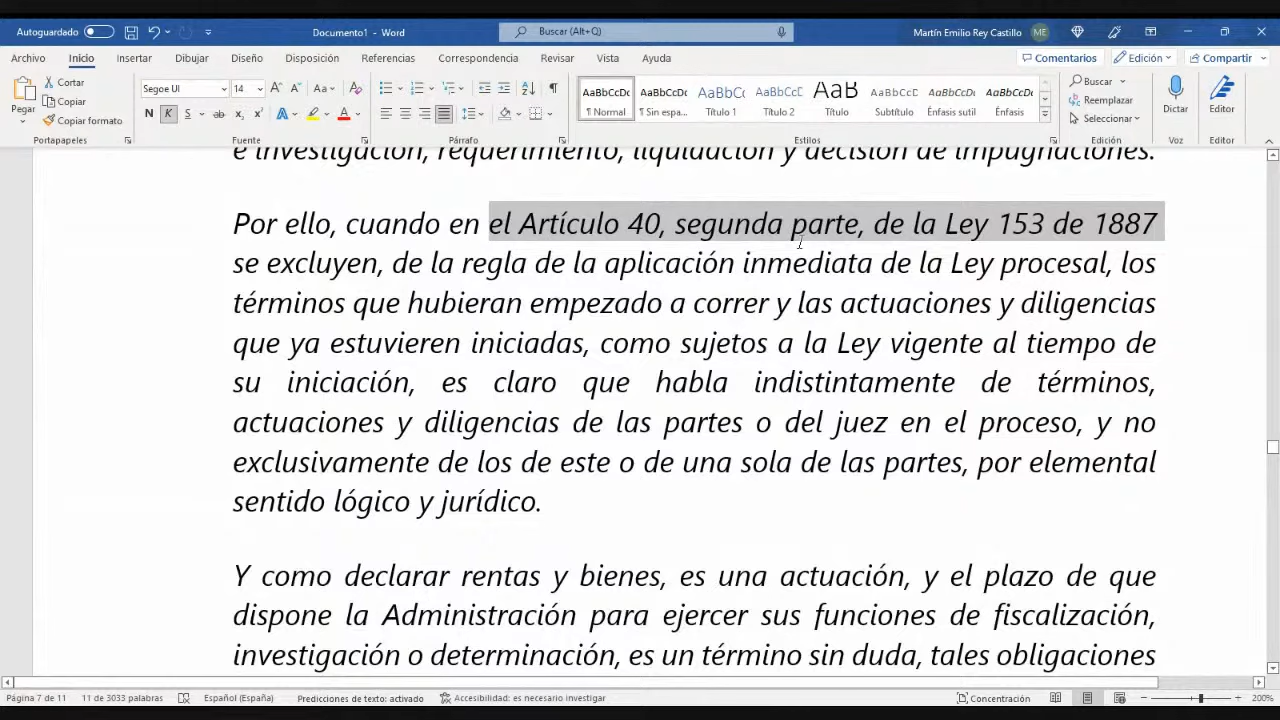 Autoguardado
Documento1 - Word
Buscar (Alt+Q)
Martín Emilio Rey Castillo
ME
Archivo Inicio Insertar Dibujar Diseño Disposición Referencias Correspondencia Revisar Vista Ayuda
Comentarios Edición Compartir
Pegar
Cortar
Copiar
Copiar formato
Portapapeles
Segoe UI 14
N K S
Fuente
Párrafo
AaBbCcDc Normal
AaBbCcDc Sin espa...
AaBbCc Título 1
AaBbCcD Título 2
AaB Título
AaBbCcD Subtítulo
AaBbCcDc Énfasis sutil
AaBbCcDc Énfasis
Estilos
Buscar
Reemplazar
Seleccionar
Edición
Dictar
Voz
Editor
Editor
e investigación, requerimiento, liquidación y decisión de impugnaciones.
Por ello, cuando en el Artículo 40, segunda parte, de la Ley 153 de 1887
se excluyen, de la regla de la aplicación inmediata de la Ley procesal, los
términos que hubieran empezado a correr y las actuaciones y diligencias
que ya estuvieren iniciadas, como sujetos a la Ley vigente al tiempo de
su iniciación, es claro que habla indistintamente de términos,
actuaciones y diligencias de las partes o del juez en el proceso, y no
exclusivamente de los de este o de una sola de las partes, por elemental
sentido lógico y jurídico.
Y como declarar rentas y bienes, es una actuación, y el plazo de que
dispone la Administración para ejercer sus funciones de fiscalización,
investigación o determinación, es un término sin duda, tales obligaciones
Página 7 de 11
11 de 3033 palabras
Español (España)
Predicciones de texto: activado
Accesibilidad: es necesario investigar
Concentración
200%